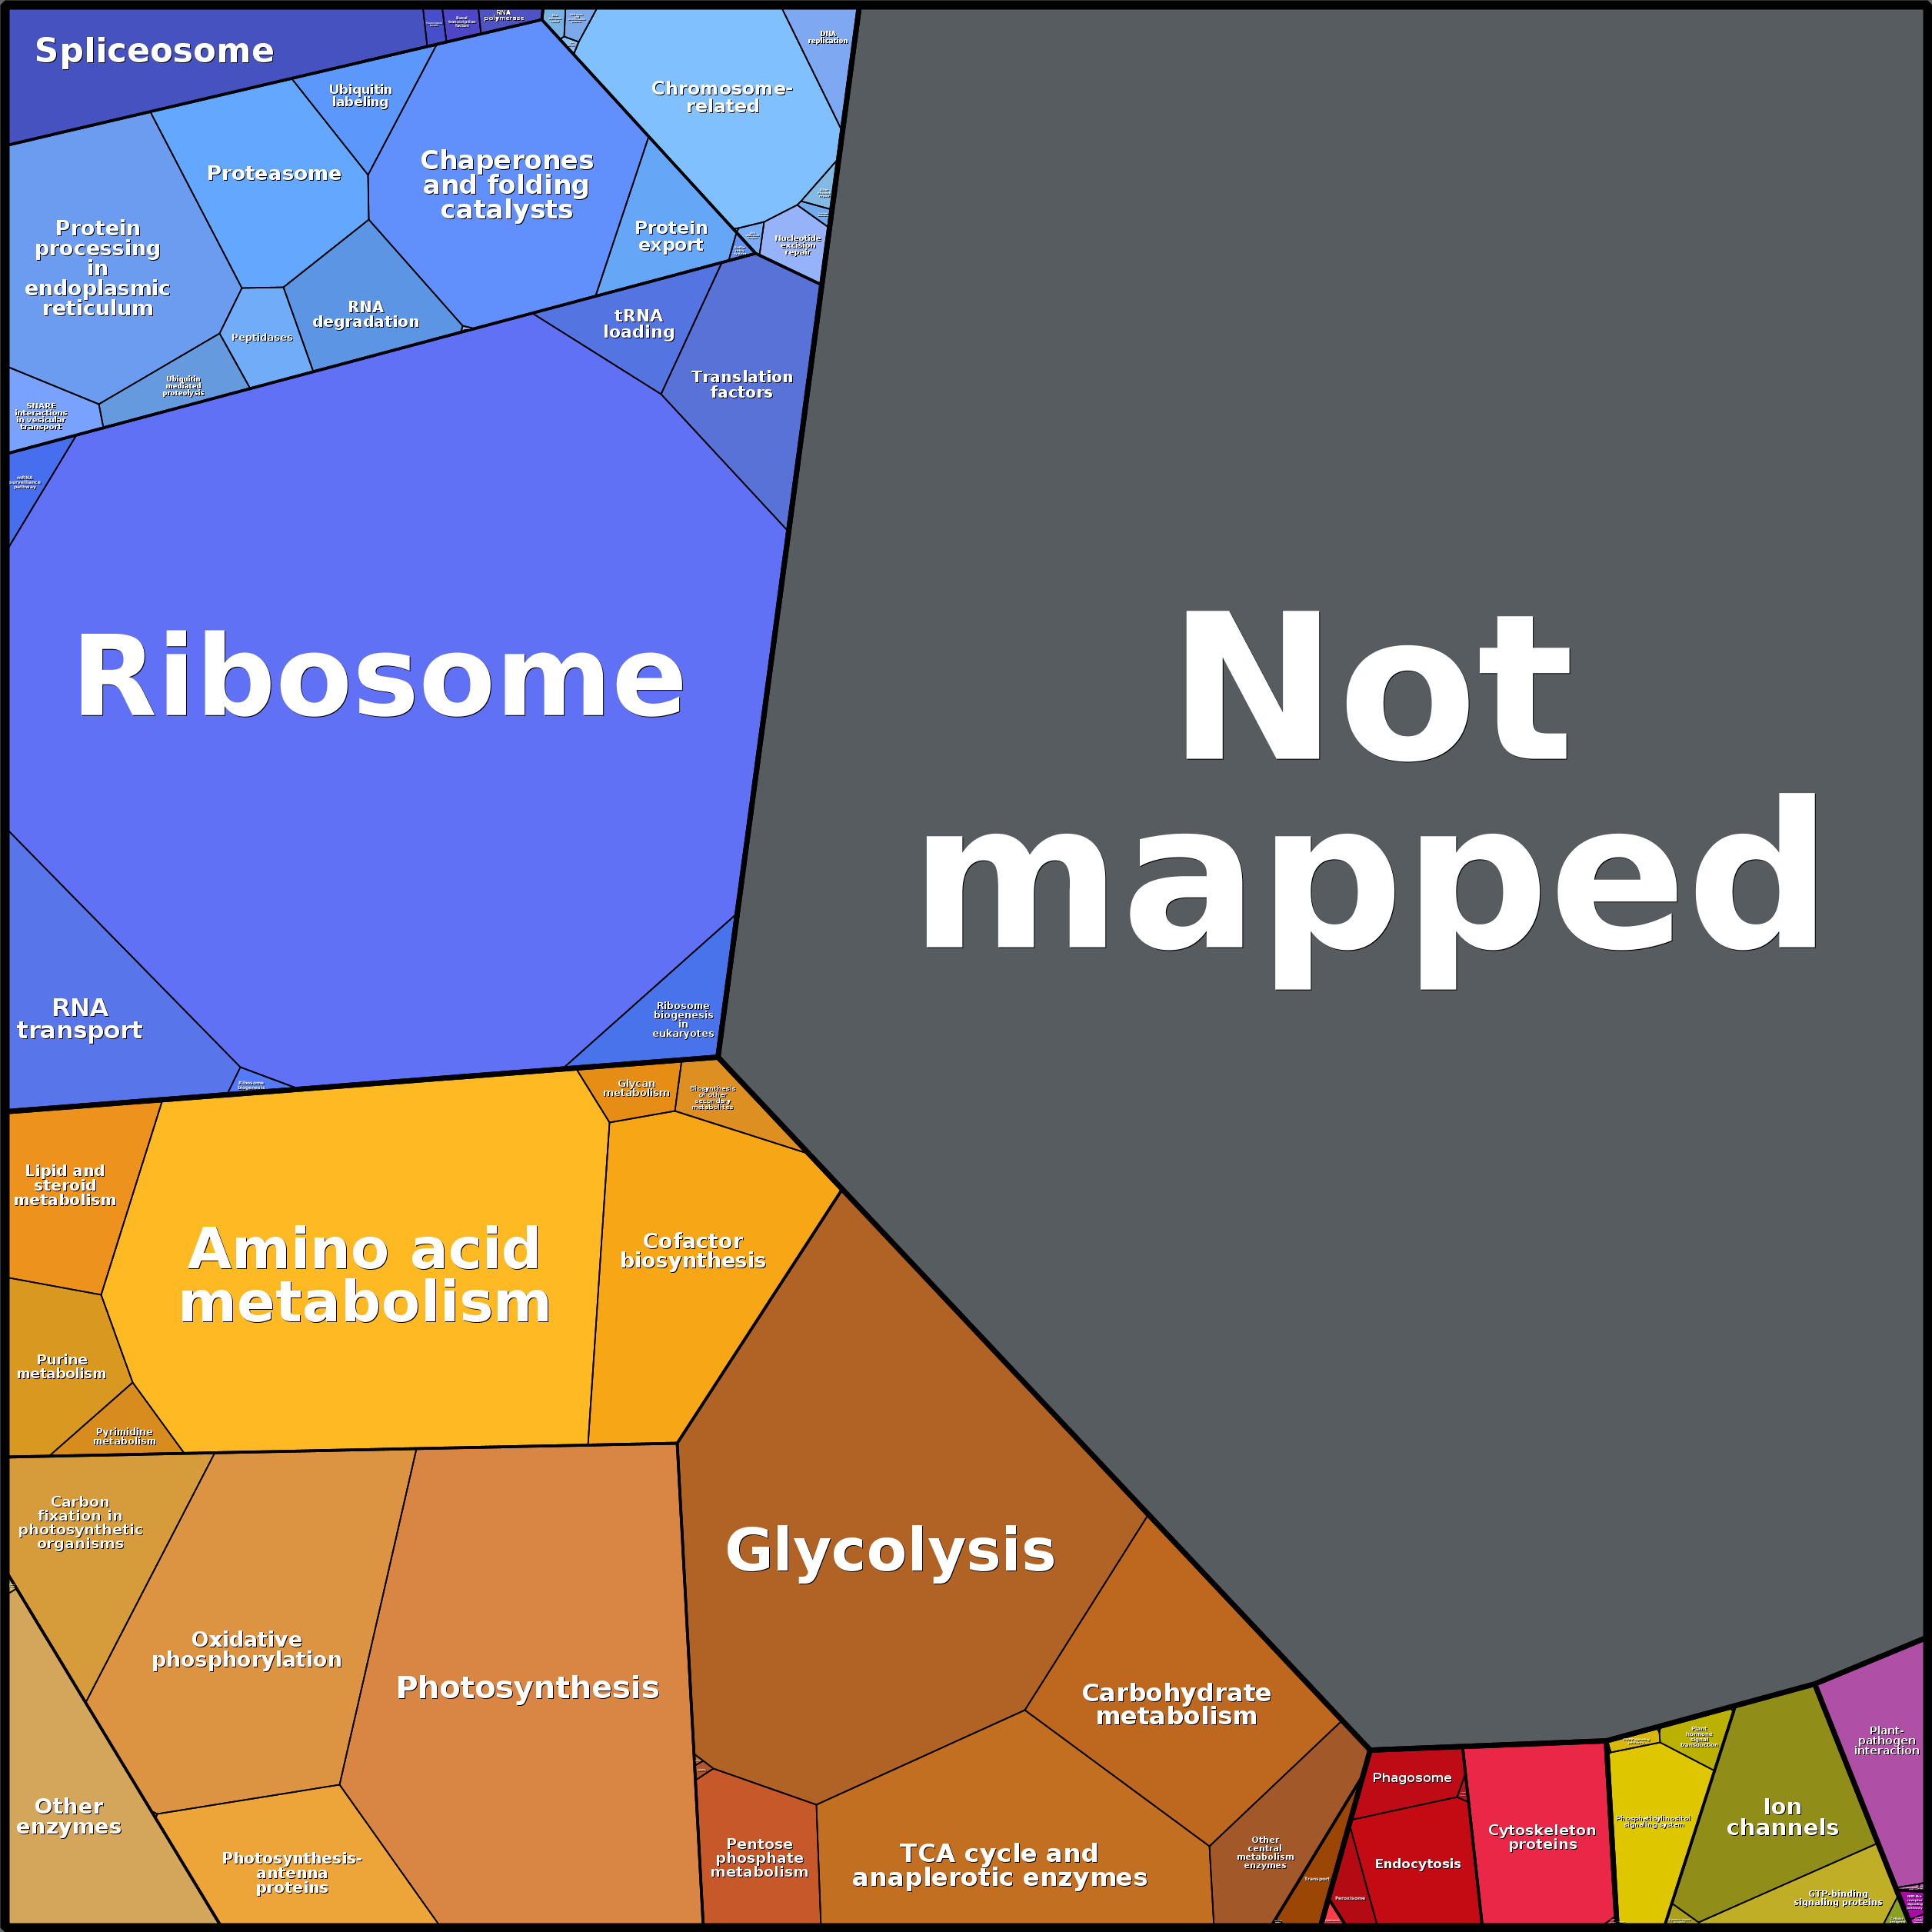 Spliceosome
RNA
polymerase
Basal
transcription
factors
DNA
replication
Chromosome-
related
Ubiquitin
labeling
Proteasome
Chaperones
and folding
catalysts
Protein
export
Nucleotide
excision
repair
Protein
processing
in
endoplasmic
reticulum
RNA
degradation
Peptidases
Ubiquitin
mediated
proteolysis
SNARE
interactions
in vesicular
transport
tRNA
loading
Translation
factors
mRNA
surveillance
pathway
Ribosome
Not
mapped
RNA
transport
Ribosome
biogenesis
Ribosome
biogenesis
in
eukaryotes
Glycan
metabolism
Biosynthesis
of other
secondary
metabolites
Lipid and
steroid
metabolism
Amino acid
metabolism
Cofactor
biosynthesis
Purine
metabolism
Pyrimidine
metabolism
Carbon
fixation in
photosynthetic
organisms
Oxidative
phosphorylation
Photosynthesis
Glycolysis
Carbohydrate
metabolism
Other
enzymes
Photosynthesis-
antenna
proteins
Pentose
phosphate
metabolism
TCA cycle and
anaplerotic enzymes
Other
central
metabolism
enzymes
Transport
Phagosome
Endocytosis
Peroxisome
Cytoskeleton
proteins
Plant
hormone
signal
transduction
Phosphatidylinositol
signaling system
Ion
channels
GTP-binding
signaling proteins
Plant-
pathogen
interaction